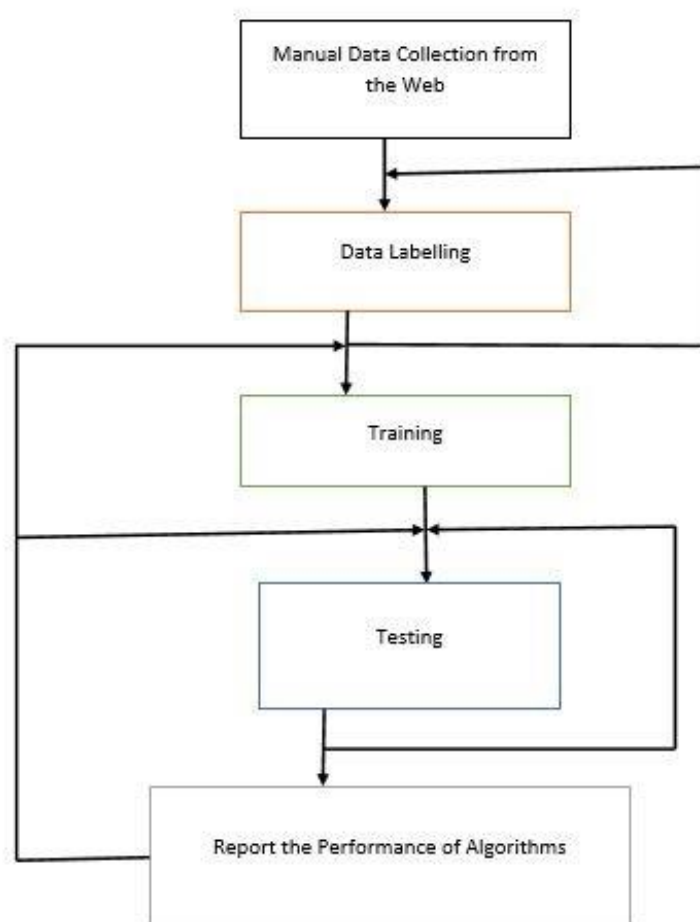 Manual Data Collection from
the Web
Data Labelling
Training
Testing
Report the Performance of Algorithms